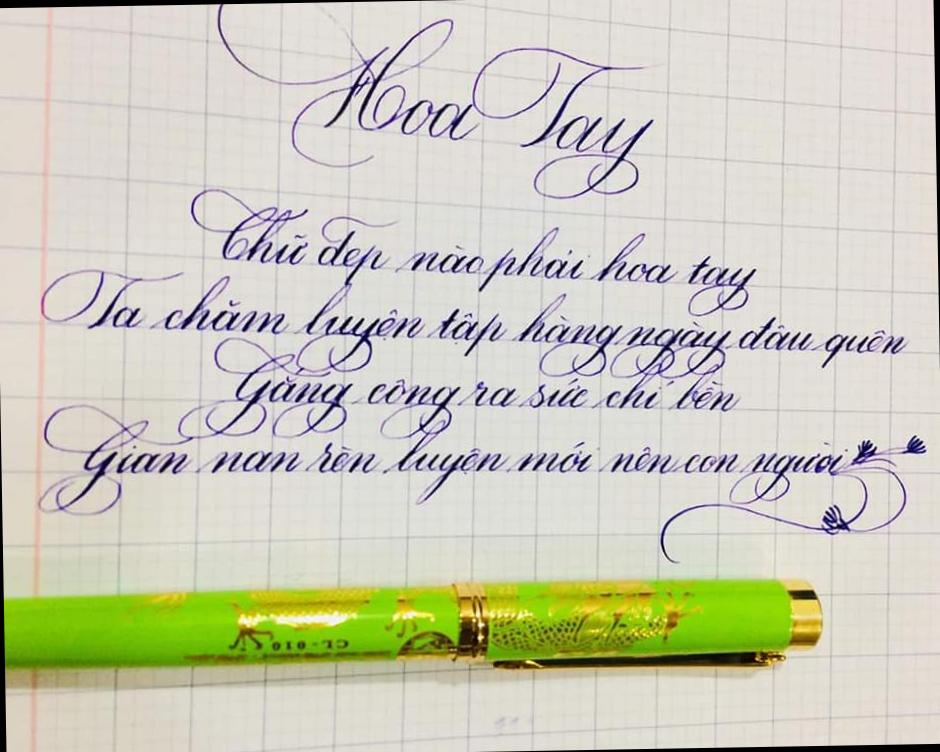 Hoa Tay
Chữ đẹp nào phải hoa tay
Ta chăm luyện tập hàng ngày đâu quên
Gắng công ra sức chí bền
Gian nan rèn luyện mới nên con người
CL-010